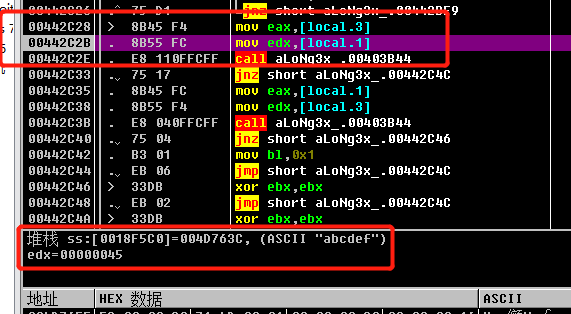 75 D1 jnz short aLoNg3x_.00442BF9
00442C28 > 8B45 F4 mov eax,[local.3]
00442C2B . 8B55 FC mov edx,[local.1]
00442C2E . E8 110FFCFF call aLoNg3x_.00403B44
00442C33 . 75 17 jnz short aLoNg3x_.00442C4C
00442C35 . 8B45 FC mov eax,[local.1]
00442C38 . 8B55 F4 mov edx,[local.3]
00442C3B . E8 040FFCFF call aLoNg3x_.00403B44
00442C40 . 75 04 jnz short aLoNg3x_.00442C46
00442C42 . B3 01 mov bl,0x1
00442C44 . EB 06 jmp short aLoNg3x_.00442C4C
00442C46 > 33DB xor ebx,ebx
00442C48 . EB 02 jmp short aLoNg3x_.00442C4C
00442C4A . 33DB xor ebx,ebx
堆栈 ss:[0018F5C0]=004D763C, (ASCII "abcdef")
edx=00000045
地址 HEX 数据 ASCII